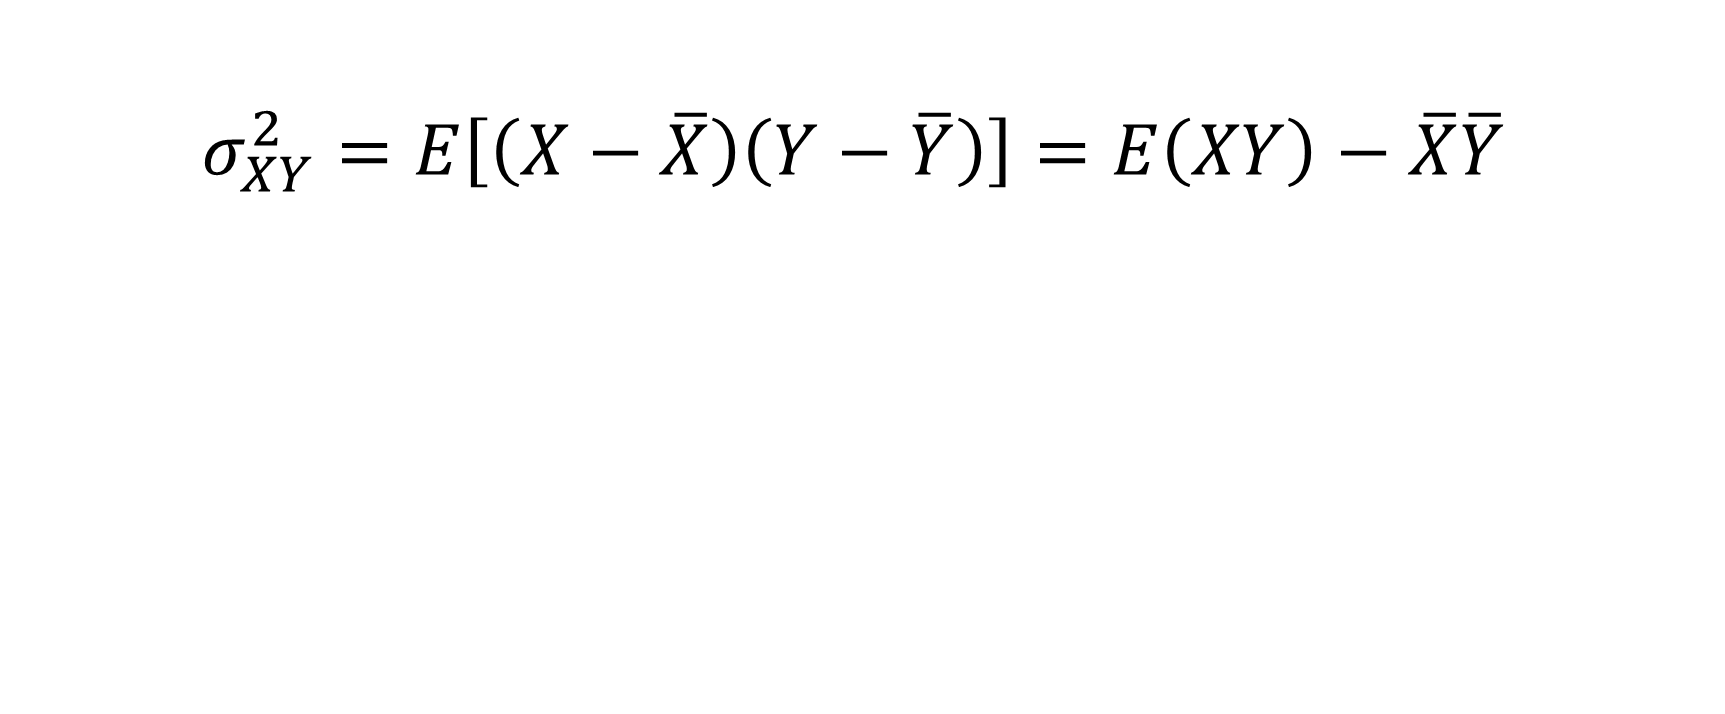 σ²_XY = E[(X − X̅)(Y − Y̅)] = E(XY) − X̅Y̅